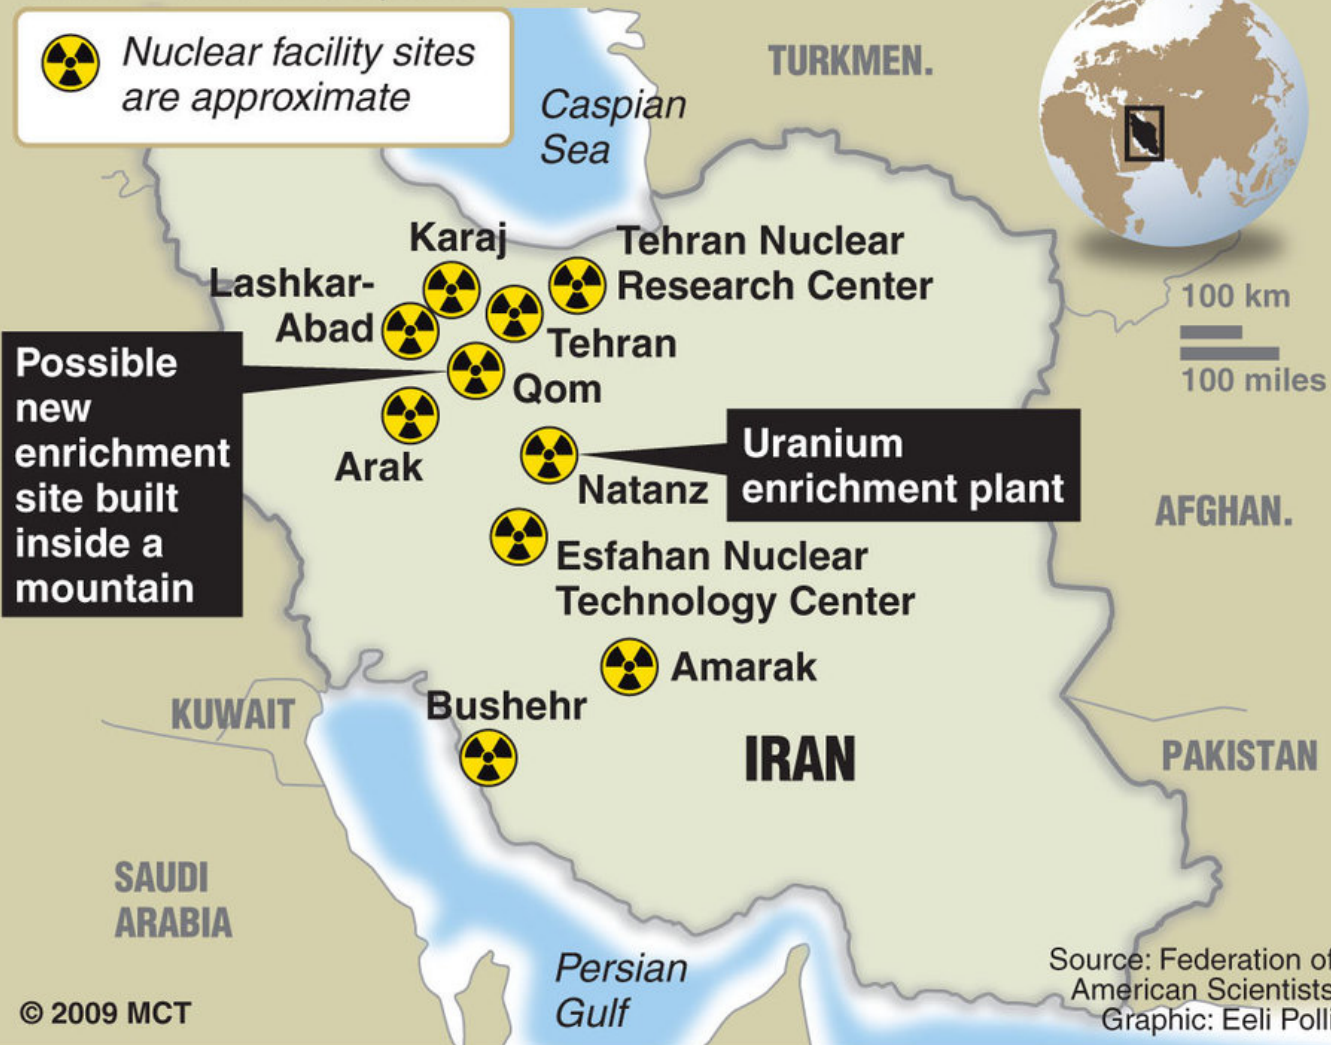 Nuclear facility sites
are approximate
TURKMEN.
Caspian
Sea
Karaj
Tehran Nuclear
Research Center
Lashkar-
Abad
Tehran
100 km
100 miles
Possible
new
enrichment
site built
inside a
mountain
Qom
Arak
Uranium
enrichment plant
Natanz
AFGHAN.
Esfahan Nuclear
Technology Center
Amarak
KUWAIT
Bushehr
IRAN
PAKISTAN
SAUDI
ARABIA
Persian
Gulf
Source: Federation of
American Scientists
Graphic: Eeli Polli
© 2009 MCT